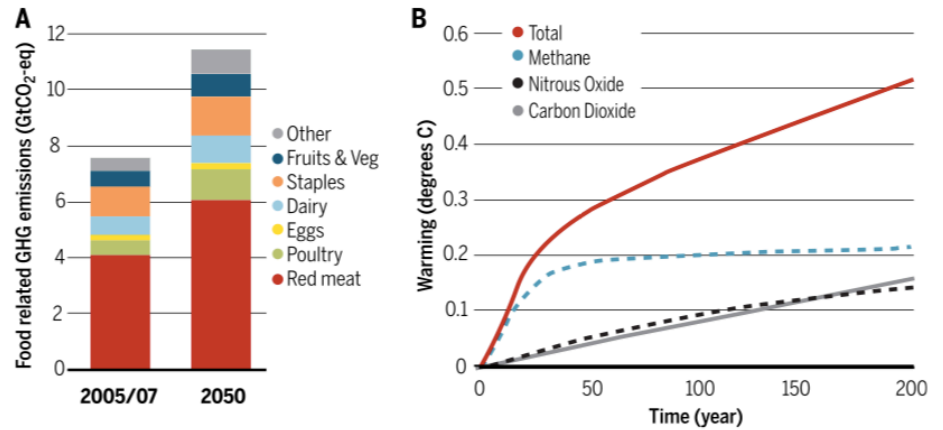 A
Food related GHG emissions (GtCO₂-eq)
12
10
8
6
4
2
0
2005/07
2050
Other
Fruits & Veg
Staples
Dairy
Eggs
Poultry
Red meat
B
Warming (degrees C)
0.6
0.5
0.4
0.3
0.2
0.1
0
Total
Methane
Nitrous Oxide
Carbon Dioxide
0 50 100 150 200
Time (year)